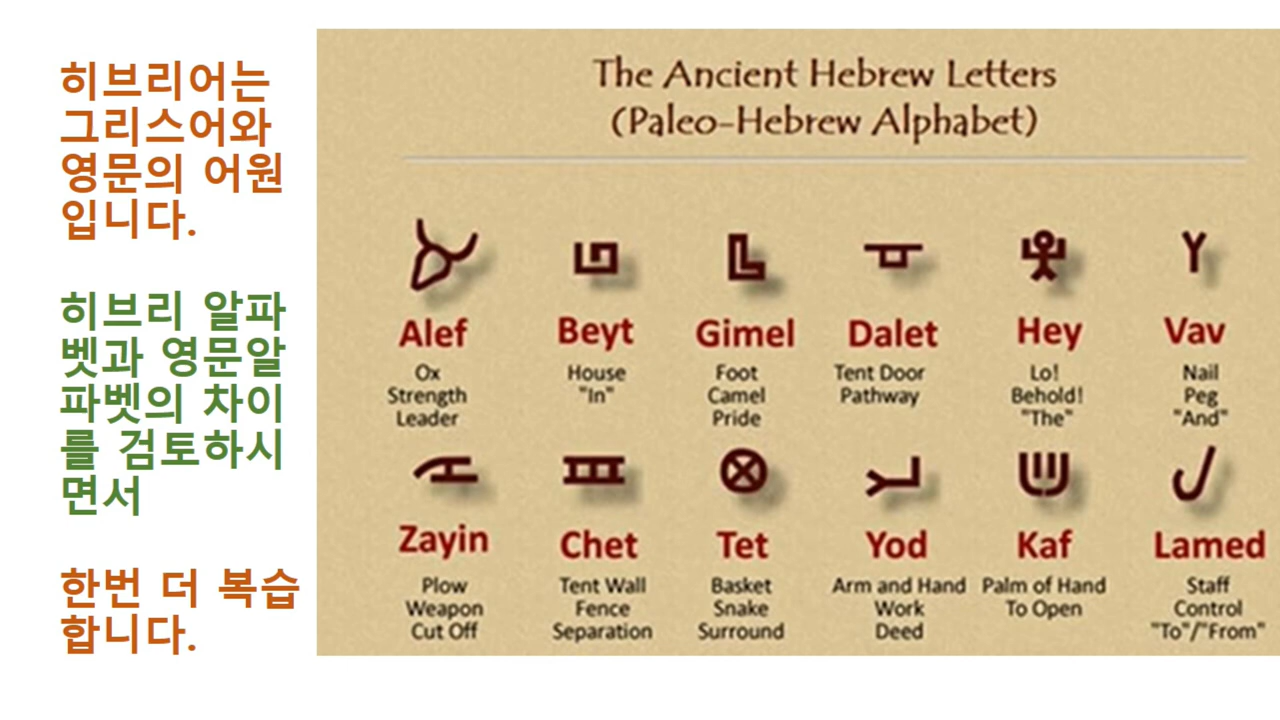 히브리어는
그리스어와
영문의 어원
입니다.
히브리 알파
벳과 영문알
파벳의 차이
를 검토하시
면서
한번 더 복습
합니다.
The Ancient Hebrew Letters
(Paleo-Hebrew Alphabet)
Alef Beyt Gimel Dalet Hey Vav
Ox House Foot Tent Door Lo! Nail
Strength "In" Camel Pathway Behold! Peg
Leader Pride "The" "And"
Zayin Chet Tet Yod Kaf Lamed
Plow Tent Wall Basket Arm and Hand Palm of Hand Staff
Weapon Fence Snake Work To Open Control
Cut Off Separation Surround Deed "To"/"From"